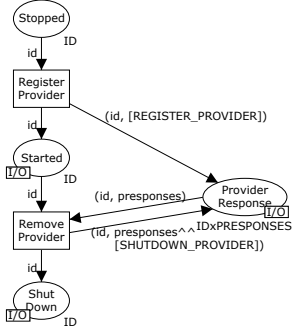 Stopped
ID
id
Register
Provider
id
(id, [REGISTER_PROVIDER])
Started
I/O
ID
id
(id, presponses)
Provider
Response
I/O
IDxPRESPONSES
Remove
Provider
(id, presponses^^
[SHUTDOWN_PROVIDER])
id
Shut
Down
I/O
ID